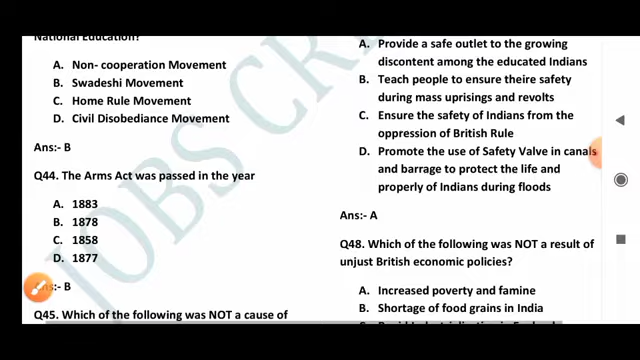 National Education?
A. Non- cooperation Movement
B. Swadeshi Movement
C. Home Rule Movement
D. Civil Disobediance Movement
Ans:- B
Q44. The Arms Act was passed in the year
A. 1883
B. 1878
C. 1858
D. 1877
Ans:- B
Q45. Which of the following was NOT a cause of
A. Provide a safe outlet to the growing
discontent among the educated Indians
B. Teach people to ensure theire safety
during mass uprisings and revolts
C. Ensure the safety of Indians from the
oppression of British Rule
D. Promote the use of Safety Valve in canals
and barrage to protect the life and
properly of Indians during floods
Ans:- A
Q48. Which of the following was NOT a result of
unjust British economic policies?
A. Increased poverty and famine
B. Shortage of food grains in India
JOBS CR